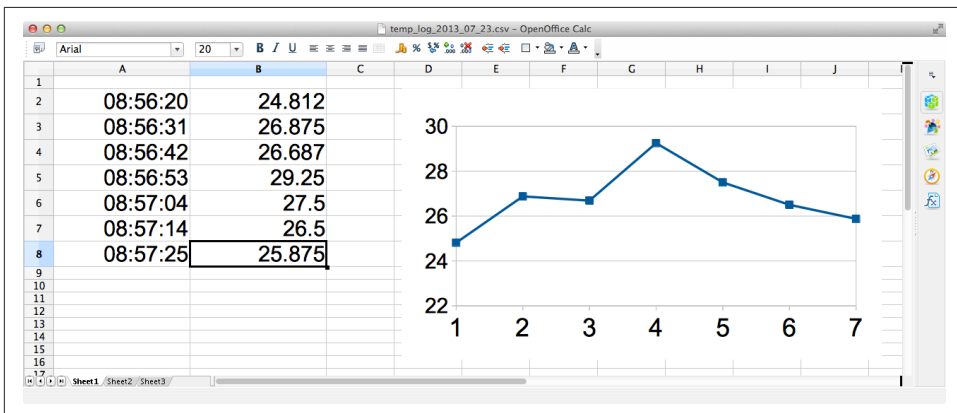 temp_log_2013_07_23.csv – OpenOffice Calc
Arial 20 B I U
A B C D E F G H I J
1
2 08:56:20 24.812
3 08:56:31 26.875
4 08:56:42 26.687
5 08:56:53 29.25
6 08:57:04 27.5
7 08:57:14 26.5
8 08:57:25 25.875
9
10
11
12
13
14
15
16
17
30
28
26
24
22
1 2 3 4 5 6 7
Sheet1 Sheet2 Sheet3